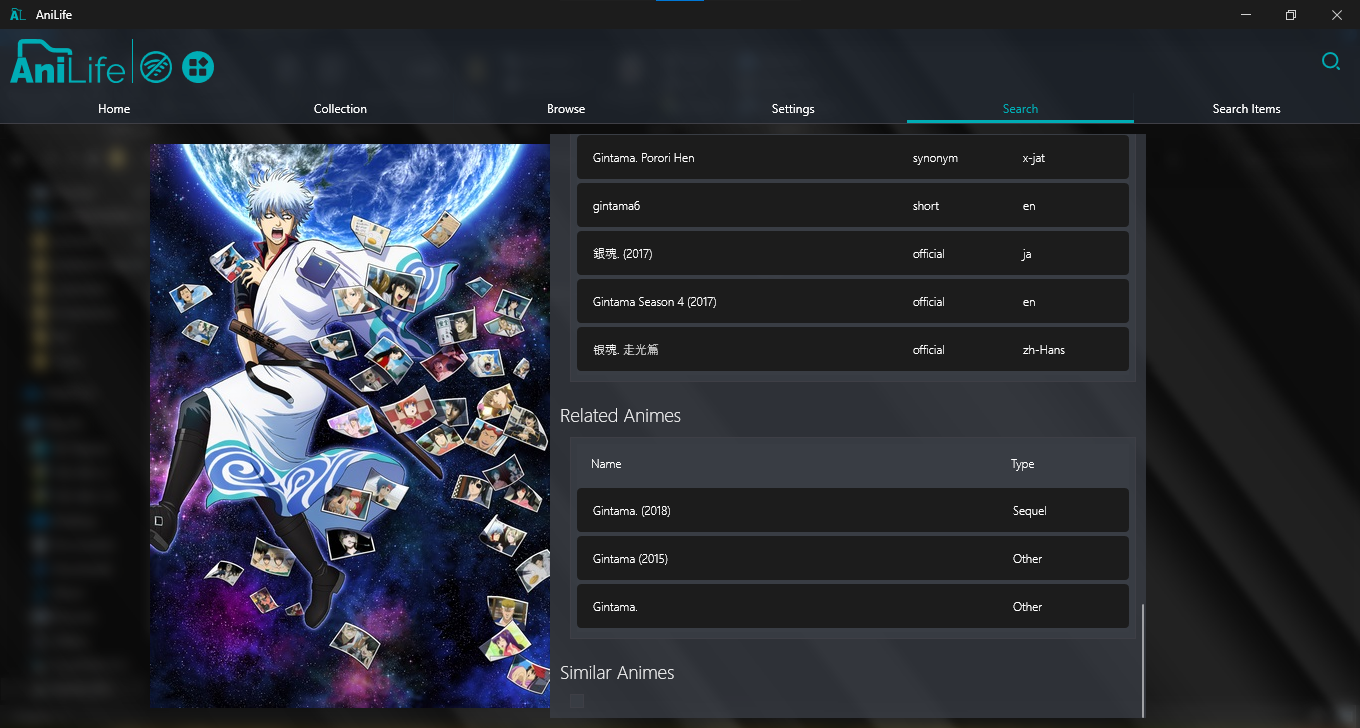 AniLife
AniLife
Home Collection Browse Settings Search Search Items
Gintama. Porori Hen synonym x-jat
gintama6 short en
銀魂. (2017) official ja
Gintama Season 4 (2017) official en
银魂. 走光篇 official zh-Hans
Related Animes
Name Type
Gintama. (2018) Sequel
Gintama (2015) Other
Gintama. Other
Similar Animes